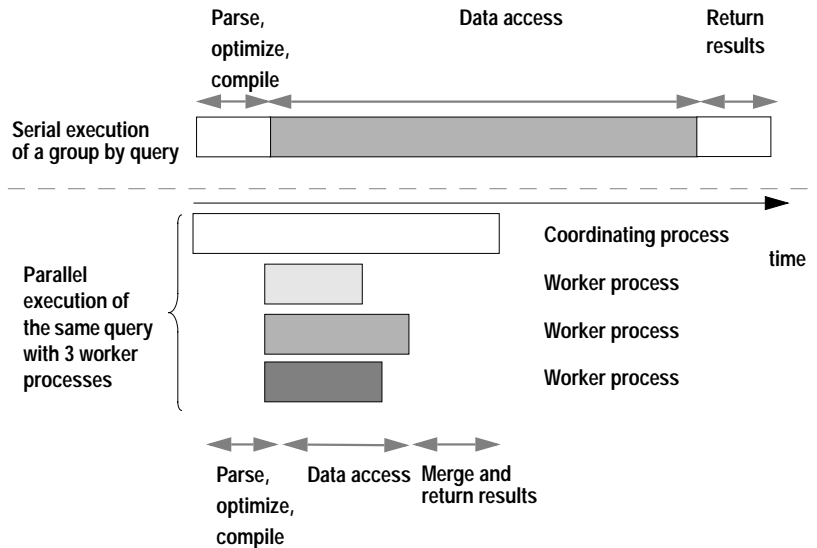 Parse,
optimize,
compile
Data access
Return
results
Serial execution
of a group by query
time
Parallel
execution of
the same query
with 3 worker
processes
Coordinating process
Worker process
Worker process
Worker process
Parse,
optimize,
compile
Data access
Merge and
return results